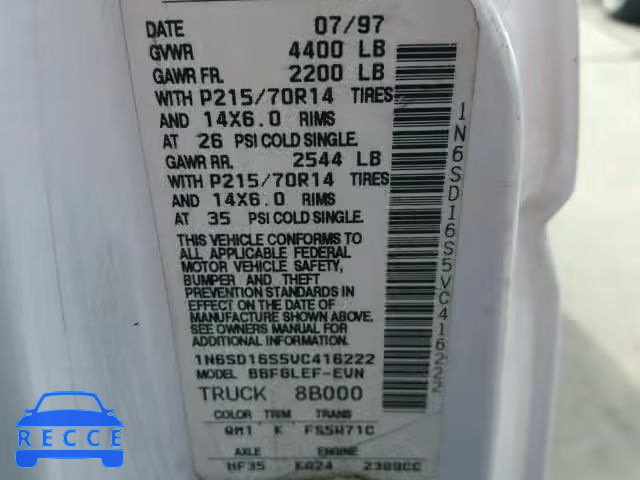 DATE 07/97
GVWR 4400 LB
GAWR FR. 2200 LB
WITH P215/70R14 TIRES
AND 14X6.0 RIMS
AT 26 PSI COLD SINGLE.
GAWR RR. 2544 LB
WITH P215/70R14 TIRES
AND 14X6.0 RIMS
AT 35 PSI COLD SINGLE.
THIS VEHICLE CONFORMS TO
ALL APPLICABLE FEDERAL
MOTOR VEHICLE SAFETY,
BUMPER AND THEFT
PREVENTION STANDARDS IN
EFFECT ON THE DATE OF
MANUFACTURE SHOWN ABOVE.
SEE OWNERS MANUAL FOR
ADDITIONAL INFORMATION.
1N6SD16S5VC416222
MODEL BBF6LEF-EVN
TRUCK 8B000
COLOR TRIM TRANS
QM1 K FS5W71C
AXLE ENGINE
HF35 KA24 2389CC
1N6SD16S5VC416222
RECCE